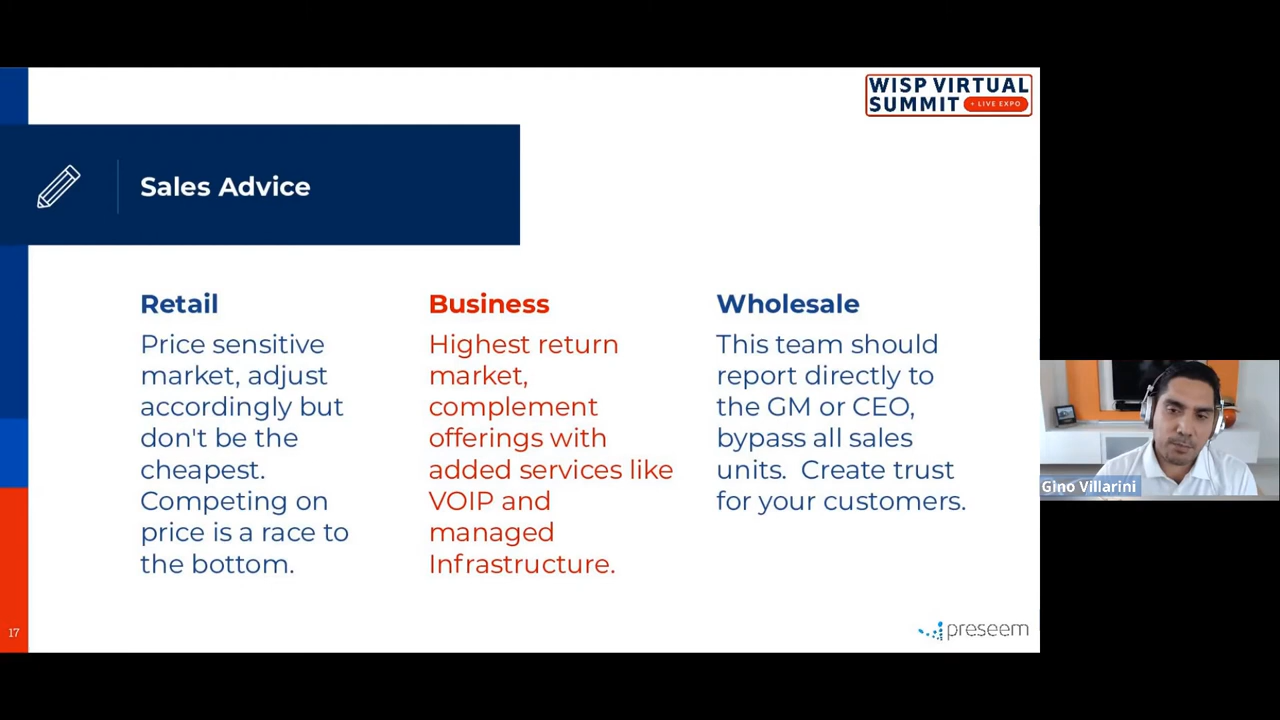 WISP VIRTUAL
SUMMIT + LIVE EXPO
Sales Advice
Retail
Price sensitive
market, adjust
accordingly but
don't be the
cheapest.
Competing on
price is a race to
the bottom.
Business
Highest return
market,
complement
offerings with
added services like
VOIP and
managed
Infrastructure.
Wholesale
This team should
report directly to
the GM or CEO,
bypass all sales
units.  Create trust
for your customers.
Gino Villarini
17
preseem